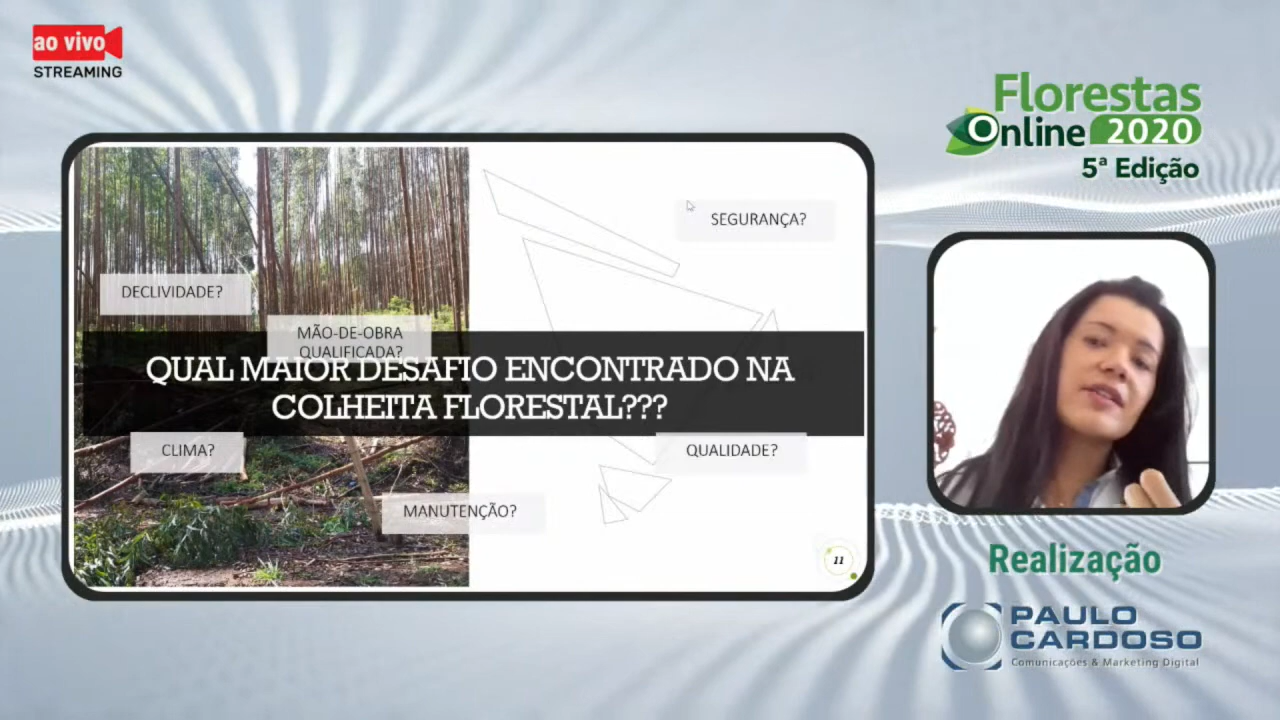 ao vivo
STREAMING
Florestas
Online 2020
5ª Edição
SEGURANÇA?
DECLIVIDADE?
MÃO-DE-OBRA
QUALIFICADA?
QUAL MAIOR DESAFIO ENCONTRADO NA
COLHEITA FLORESTAL???
CLIMA?
QUALIDADE?
MANUTENÇÃO?
11
Realização
PAULO
CARDOSO
Comunicações & Marketing Digital